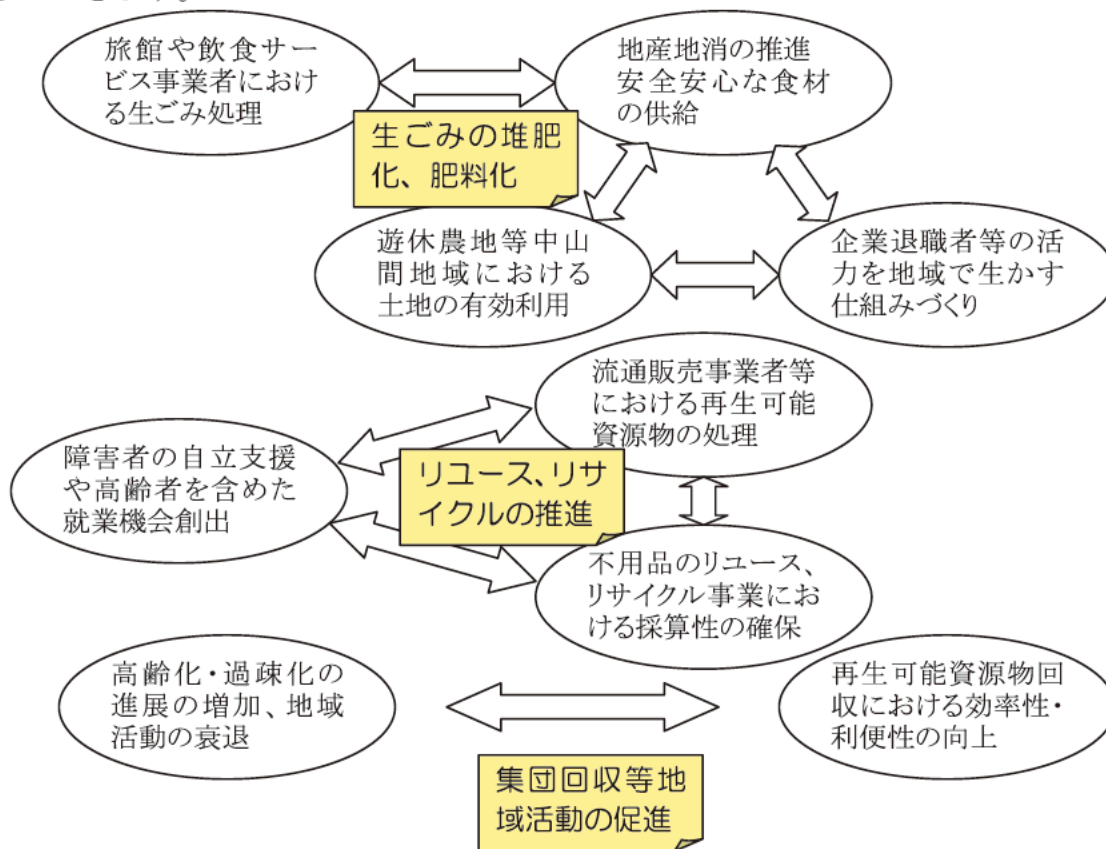 旅館や飲食サー
ビス事業者におけ
る生ごみ処理
地産地消の推進
安全安心な食材
の供給
生ごみの堆肥
化、肥料化
遊休農地等中山
間地域における
土地の有効利用
企業退職者等の活
力を地域で生かす
仕組みづくり
流通販売事業者等
における再生可能
資源物の処理
障害者の自立支援
や高齢者を含めた
就業機会創出
リユース、リサ
イクルの推進
不用品のリユース、
リサイクル事業にお
ける採算性の確保
高齢化・過疎化の
進展の増加、地域
活動の衰退
再生可能資源物回
収における効率性・
利便性の向上
集団回収等地
域活動の促進